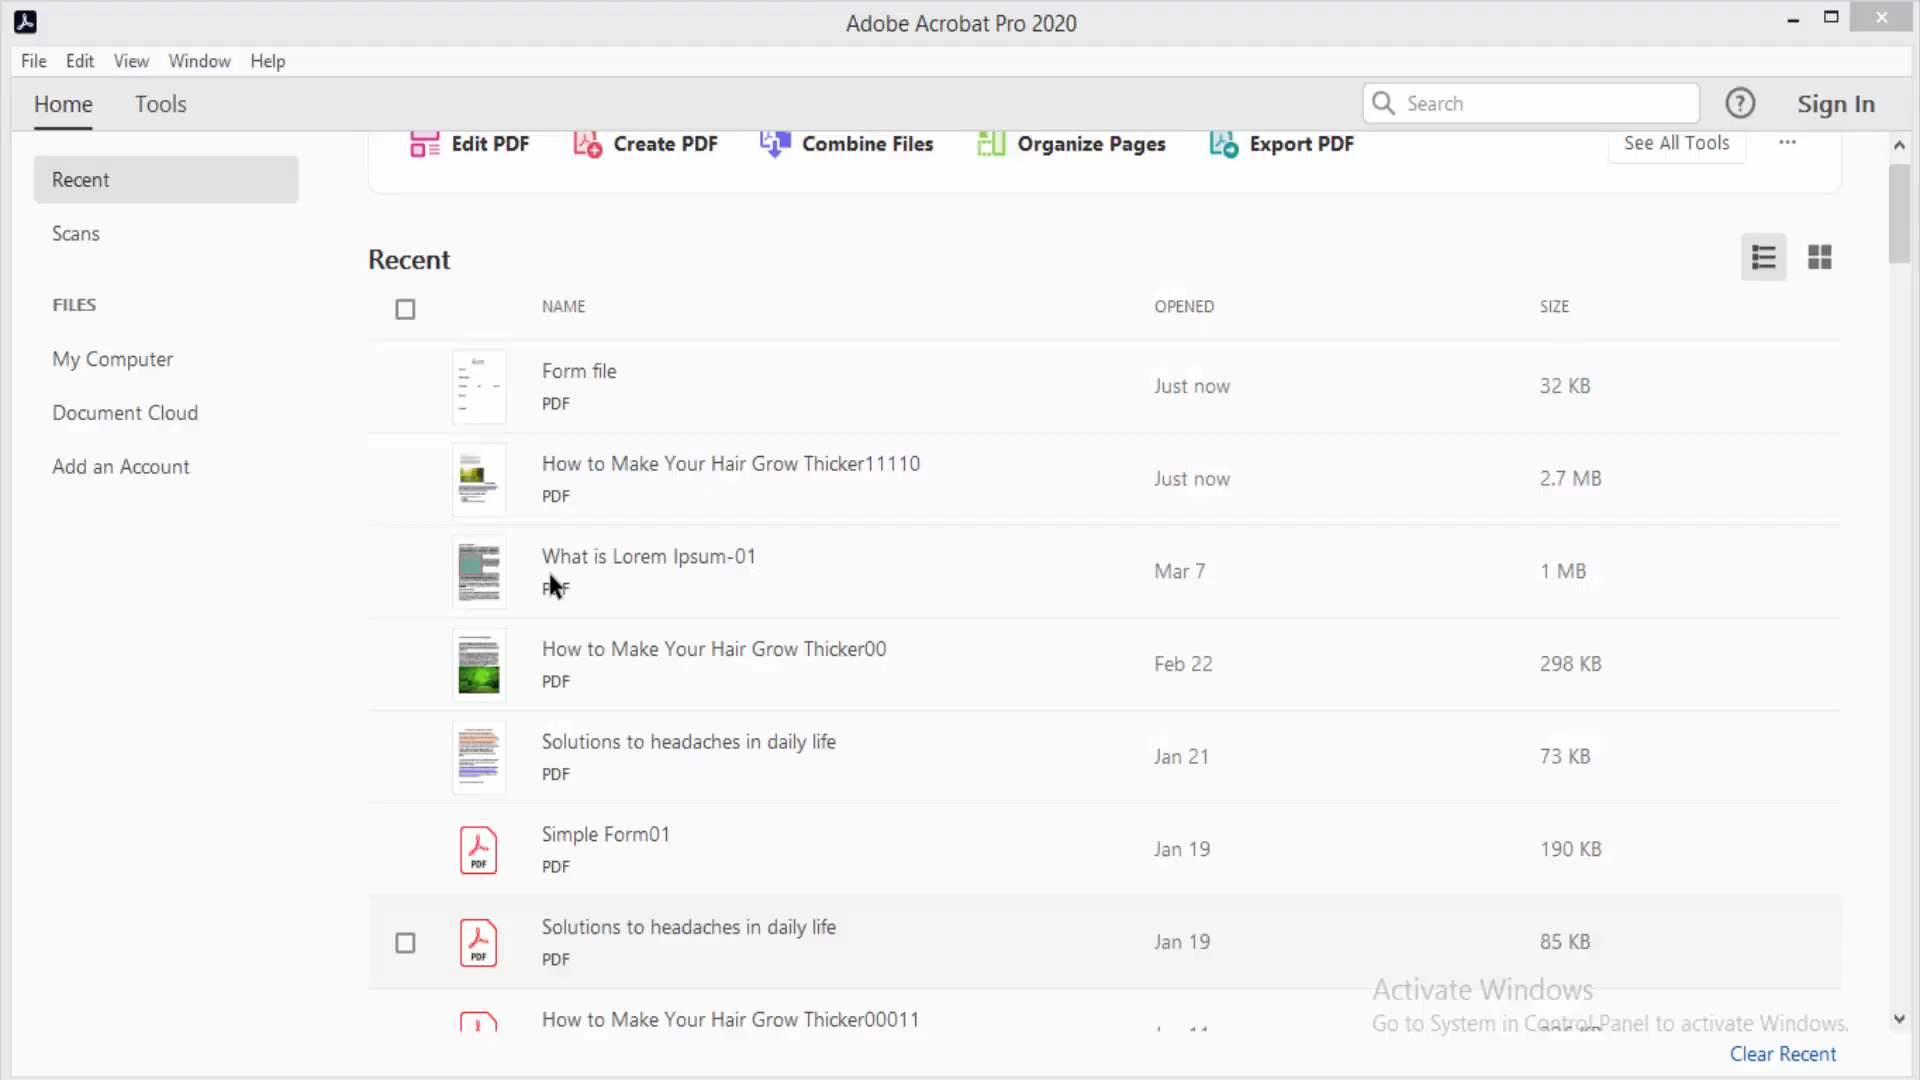 Adobe Acrobat Pro 2020
File Edit View Window Help
Home Tools Search Sign In
Edit PDF Create PDF Combine Files Organize Pages Export PDF See All Tools
Recent
Scans
FILES
My Computer
Document Cloud
Add an Account
Recent
NAME OPENED SIZE
Form file
PDF
Just now 32 KB
How to Make Your Hair Grow Thicker11110
PDF
Just now 2.7 MB
What is Lorem Ipsum-01
PDF
Mar 7 1 MB
How to Make Your Hair Grow Thicker00
PDF
Feb 22 298 KB
Solutions to headaches in daily life
PDF
Jan 21 73 KB
Simple Form01
PDF
Jan 19 190 KB
PDF
Solutions to headaches in daily life
PDF
Jan 19 85 KB
PDF
How to Make Your Hair Grow Thicker00011
Activate Windows
Go to System in Control Panel to activate Windows.
Clear Recent